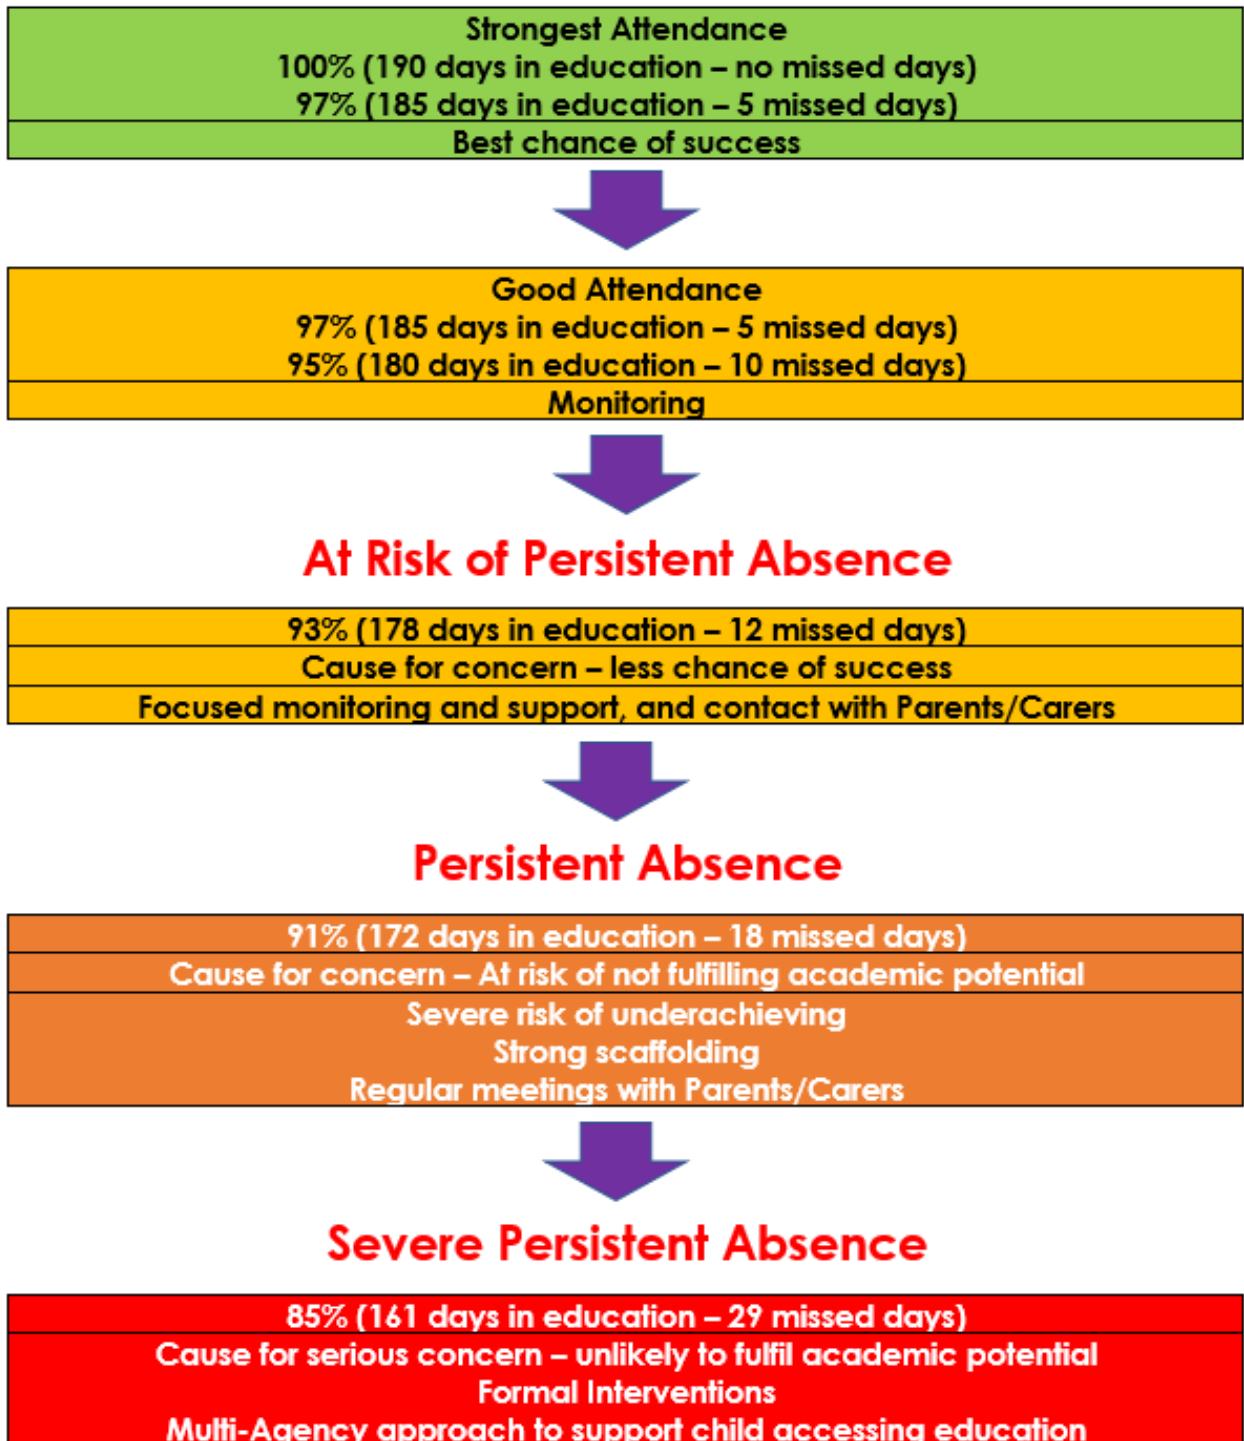 Strongest Attendance
100% (190 days in education – no missed days)
97% (185 days in education – 5 missed days)
Best chance of success
Good Attendance
97% (185 days in education – 5 missed days)
95% (180 days in education – 10 missed days)
Monitoring
At Risk of Persistent Absence
93% (178 days in education – 12 missed days)
Cause for concern – less chance of success
Focused monitoring and support, and contact with Parents/Carers
Persistent Absence
91% (172 days in education – 18 missed days)
Cause for concern – At risk of not fulfilling academic potential
Severe risk of underachieving
Strong scaffolding
Regular meetings with Parents/Carers
Severe Persistent Absence
85% (161 days in education – 29 missed days)
Cause for serious concern – unlikely to fulfil academic potential
Formal Interventions
Multi-Agency approach to support child accessing education